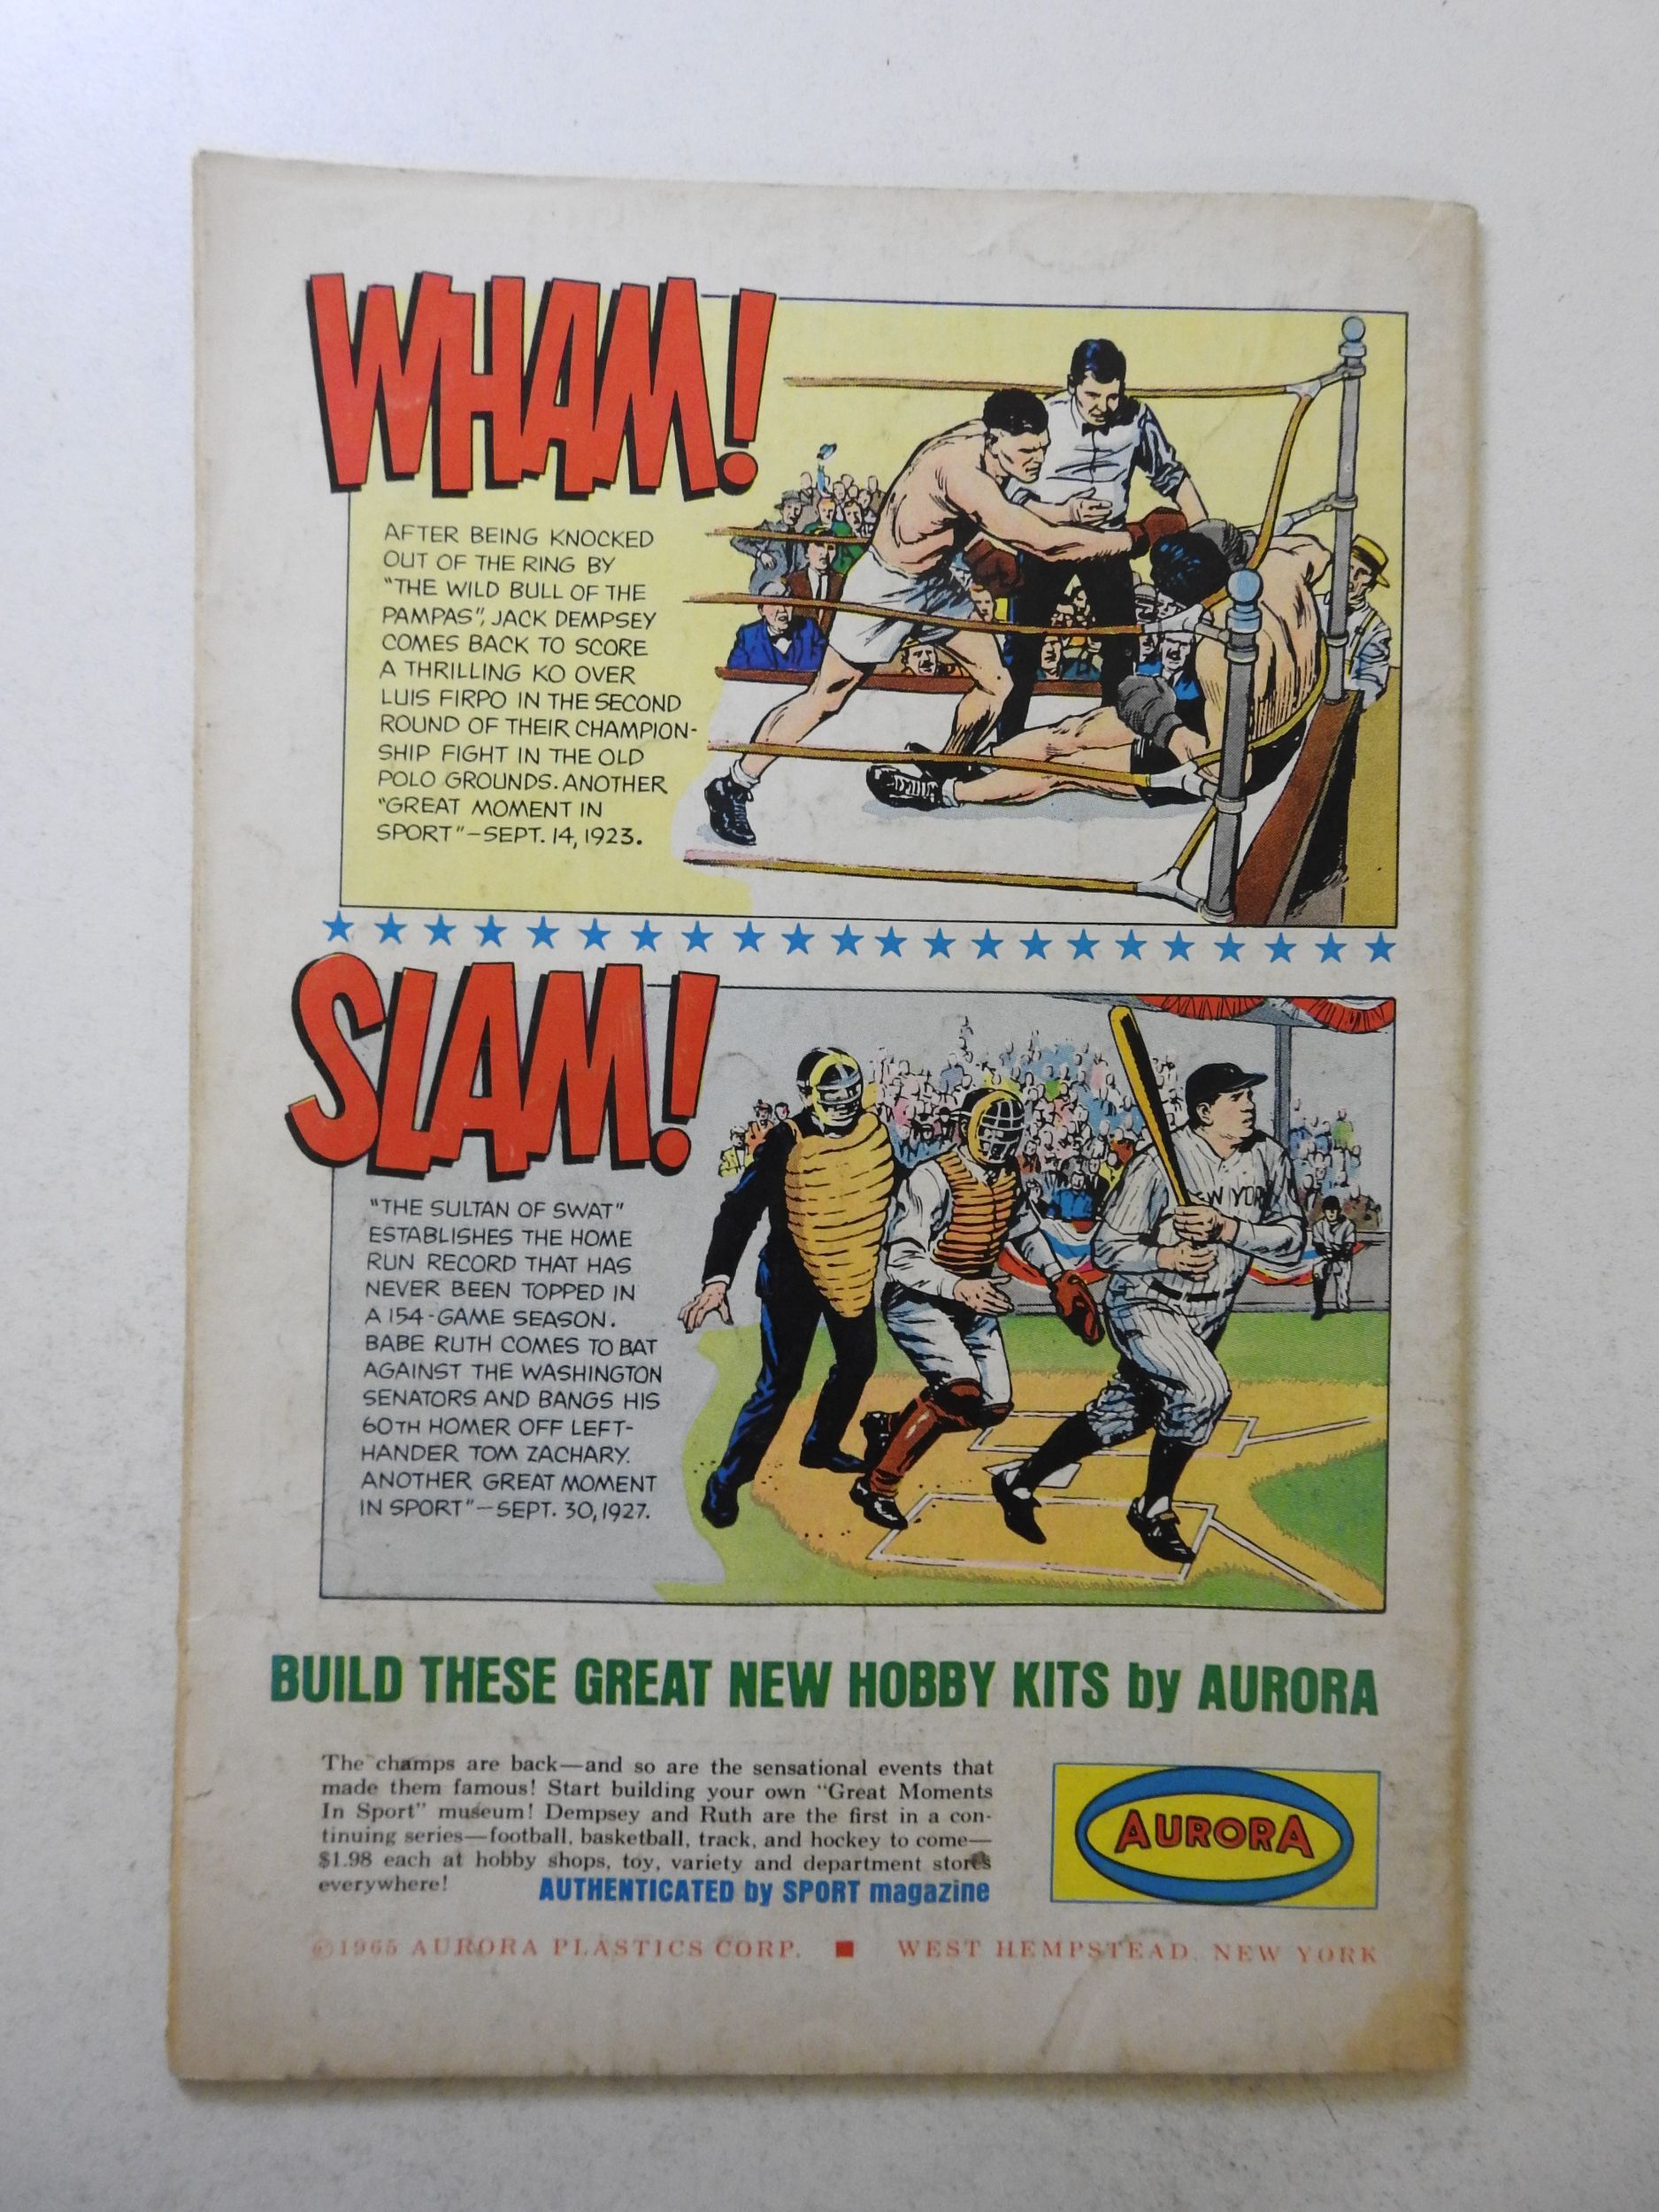 WHAM!
AFTER BEING KNOCKED
OUT OF THE RING BY
"THE WILD BULL OF THE
PAMPAS", JACK DEMPSEY
COMES BACK TO SCORE
A THRILLING KO OVER
LUIS FIRPO IN THE SECOND
ROUND OF THEIR CHAMPION-
SHIP FIGHT IN THE OLD
POLO GROUNDS. ANOTHER
"GREAT MOMENT IN
SPORT"—SEPT. 14, 1923.
SLAM!
"THE SULTAN OF SWAT"
ESTABLISHES THE HOME
RUN RECORD THAT HAS
NEVER BEEN TOPPED IN
A 154-GAME SEASON.
BABE RUTH COMES TO BAT
AGAINST THE WASHINGTON
SENATORS AND BANGS HIS
60TH HOMER OFF LEFT-
HANDER TOM ZACHARY.
ANOTHER GREAT MOMENT
IN SPORT"—SEPT. 30, 1927.
W YOR
BUILD THESE GREAT NEW HOBBY KITS by AURORA
The champs are back—and so are the sensational events that
made them famous! Start building your own "Great Moments
In Sport" museum! Dempsey and Ruth are the first in a con-
tinuing series—football, basketball, track, and hockey to come—
$1.98 each at hobby shops, toy, variety and department stores
everywhere!
AUTHENTICATED by SPORT magazine
AURORA
©1965 AURORA PLASTICS CORP. ■ WEST HEMPSTEAD, NEW YORK